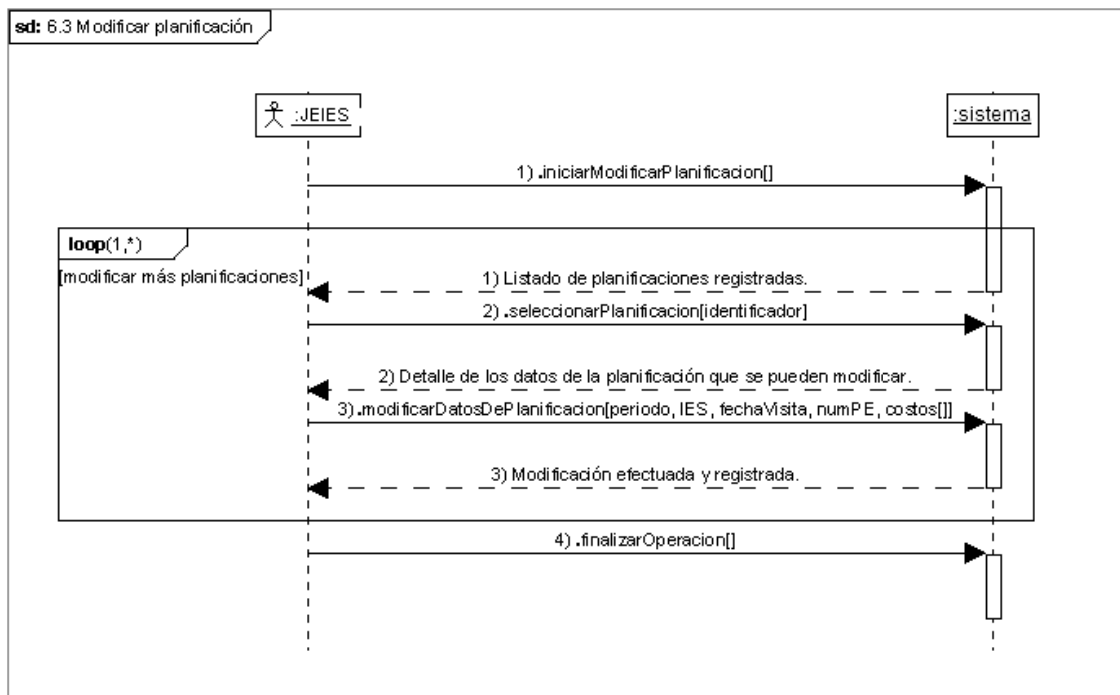 sd: 6.3 Modificar planificación
:JEIES
:sistema
1) .iniciarModificarPlanificacion[]
loop(1,*)
[modificar más planificaciones]
1) Listado de planificaciones registradas.
2) .seleccionarPlanificacion[identificador]
2) Detalle de los datos de la planificación que se pueden modificar.
3).modificarDatosDePlanificacion[periodo, IES, fechaVisita, numPE, costos[]]
3) Modificación efectuada y registrada.
4) .finalizarOperacion[]